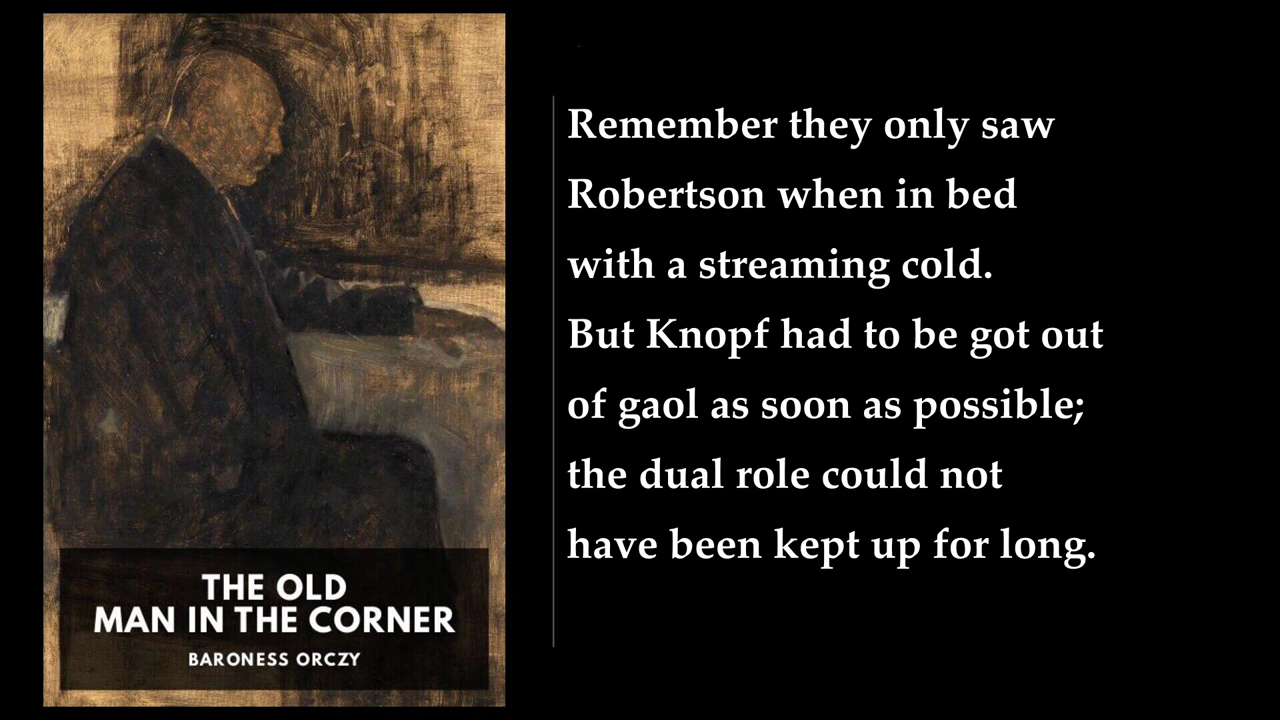 Remember they only saw
Robertson when in bed
with a streaming cold.
But Knopf had to be got out
of gaol as soon as possible;
the dual role could not
have been kept up for long.
THE OLD
MAN IN THE CORNER
BARONESS ORCZY